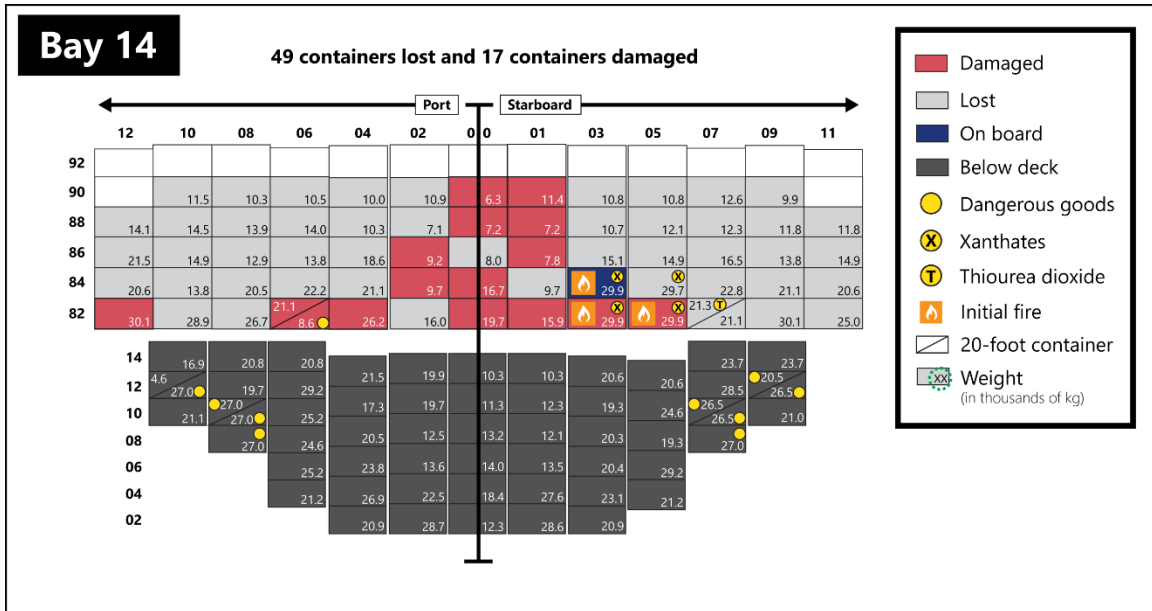 Bay 14
49 containers lost and 17 containers damaged
Port Starboard
12 10 08 06 04 02 00 01 03 05 07 09 11
92
90 11.5 10.3 10.5 10.0 10.9 6.3 11.4 10.8 10.8 12.6 9.9
88 14.1 14.5 13.9 14.0 10.3 7.1 7.2 7.2 10.7 12.1 12.3 11.8 11.8
86 21.5 14.9 12.9 13.8 18.6 9.2 8.0 7.8 15.1 14.9 16.5 13.8 14.9
84 20.6 13.8 20.5 22.2 21.1 9.7 16.7 9.7 X 29.9 X 29.7 22.8 21.1 20.6
82 30.1 28.9 26.7 21.1 8.6 26.2 16.0 19.7 15.9 X 29.9 X 29.9 21.3 T 21.1 30.1 25.0
14 16.9 20.8 20.8 21.5 19.9 10.3 10.3 20.6 20.6 23.7 23.7
12 4.6 27.0 19.7 29.2 17.3 19.7 11.3 12.3 19.3 24.6 28.5 20.5 26.5
10 21.1 27.0 27.0 25.2 20.5 12.5 13.2 12.1 20.3 19.3 26.5 26.5 21.0
08 27.0 24.6 23.8 13.6 14.0 13.5 20.4 29.2 27.0
06 25.2 26.9 22.5 18.4 27.6 23.1 21.2
04 21.2 20.9 28.7 12.3 28.6 20.9
02
Damaged
Lost
On board
Below deck
Dangerous goods
X Xanthates
T Thiourea dioxide
Initial fire
20-foot container
XX Weight
(in thousands of kg)